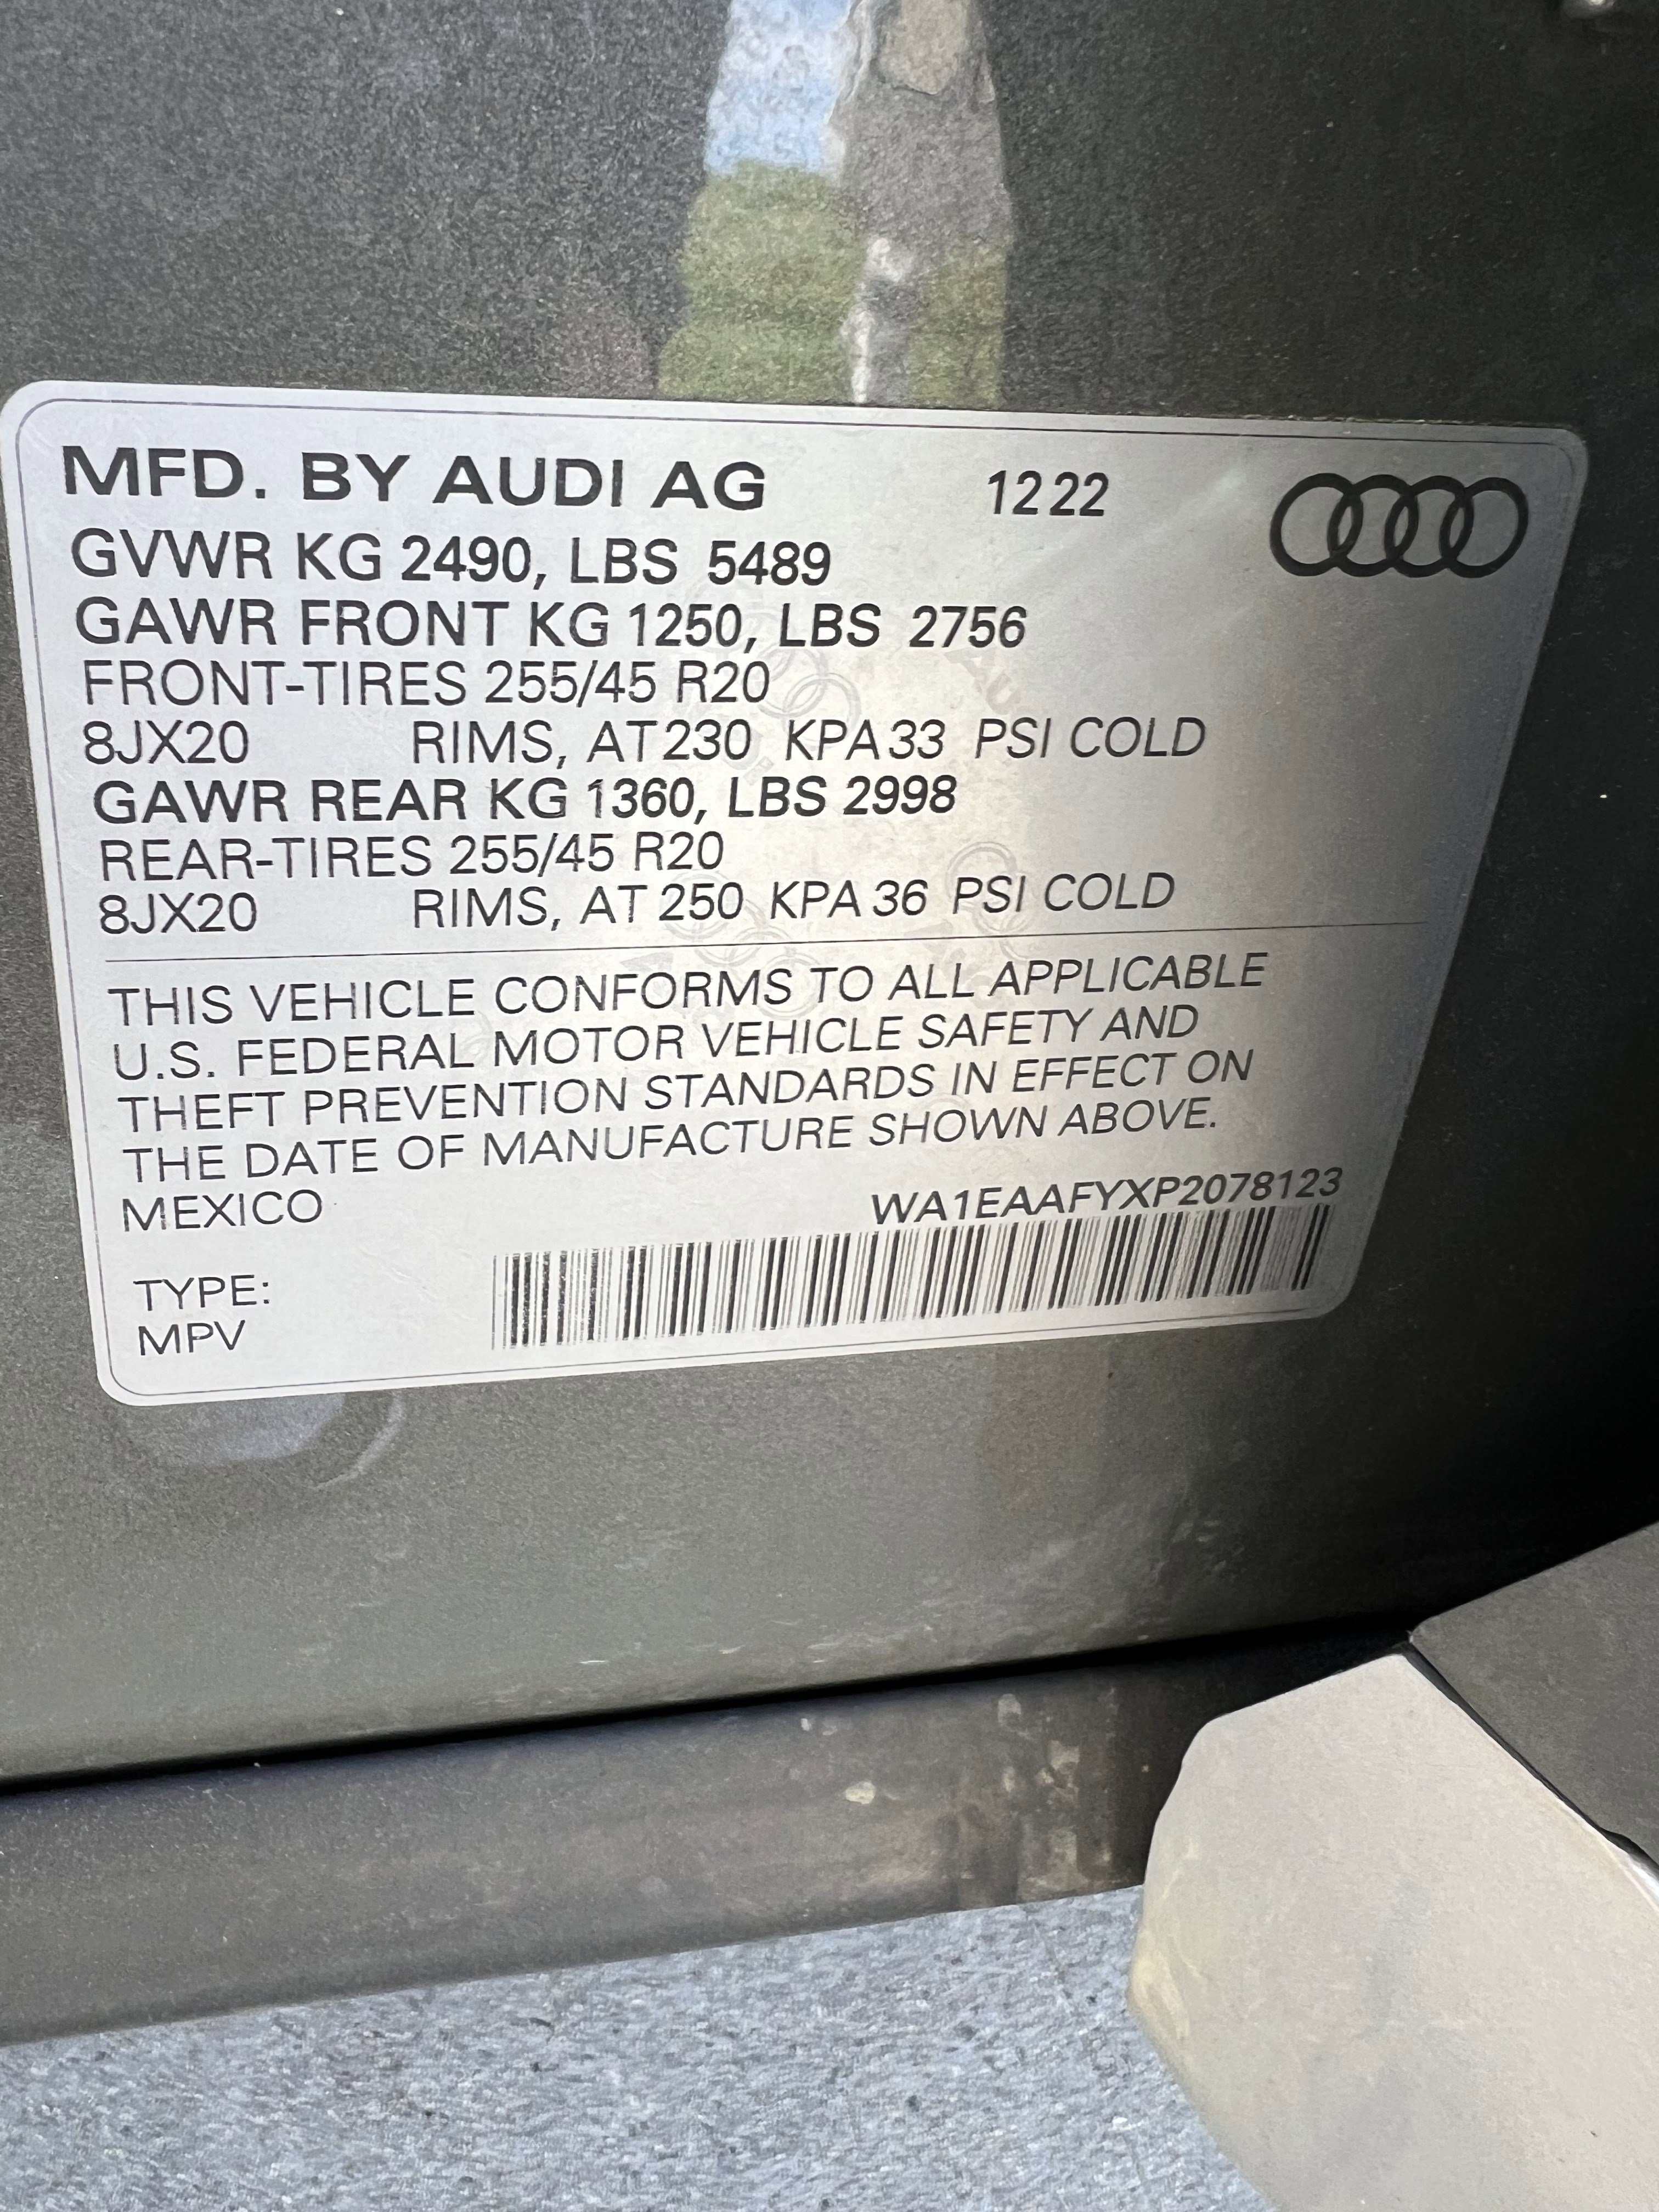 MFD. BY AUDI AG 12 22
GVWR KG 2490, LBS 5489
GAWR FRONT KG 1250, LBS 2756
FRONT-TIRES 255/45 R20
8JX20 RIMS, AT 230 KPA 33 PSI COLD
GAWR REAR KG 1360, LBS 2998
REAR-TIRES 255/45 R20
8JX20 RIMS, AT 250 KPA 36 PSI COLD
THIS VEHICLE CONFORMS TO ALL APPLICABLE
U.S. FEDERAL MOTOR VEHICLE SAFETY AND
THEFT PREVENTION STANDARDS IN EFFECT ON
THE DATE OF MANUFACTURE SHOWN ABOVE.
MEXICO WA1EAAFYXP2078123
TYPE:
MPV